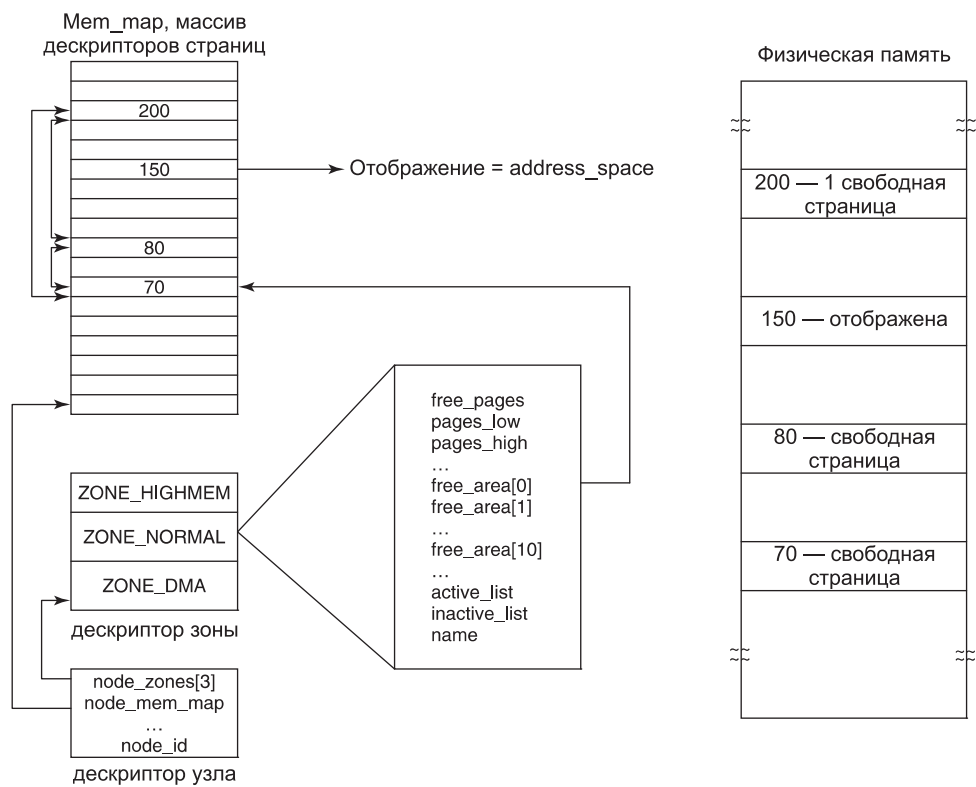 Mem_map, массив
дескрипторов страниц
200
150
80
70
Отображение = address_space
free_pages
pages_low
pages_high
...
free_area[0]
free_area[1]
...
free_area[10]
...
active_list
inactive_list
name
ZONE_HIGHMEM
ZONE_NORMAL
ZONE_DMA
дескриптор зоны
node_zones[3]
node_mem_map
...
node_id
дескриптор узла
Физическая память
200 — 1 свободная
страница
150 — отображена
80 — свободная
страница
70 — свободная
страница